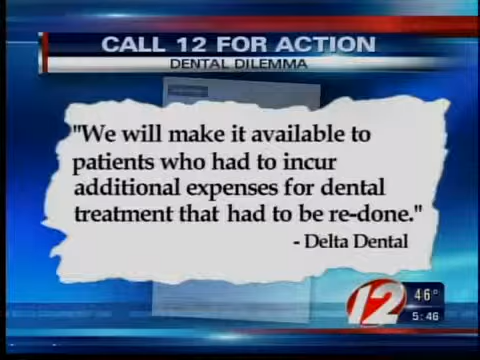 CALL 12 FOR ACTION
DENTAL DILEMMA
"We will make it available to
patients who had to incur
additional expenses for dental
treatment that had to be re-done."
- Delta Dental
12
46°
5:46